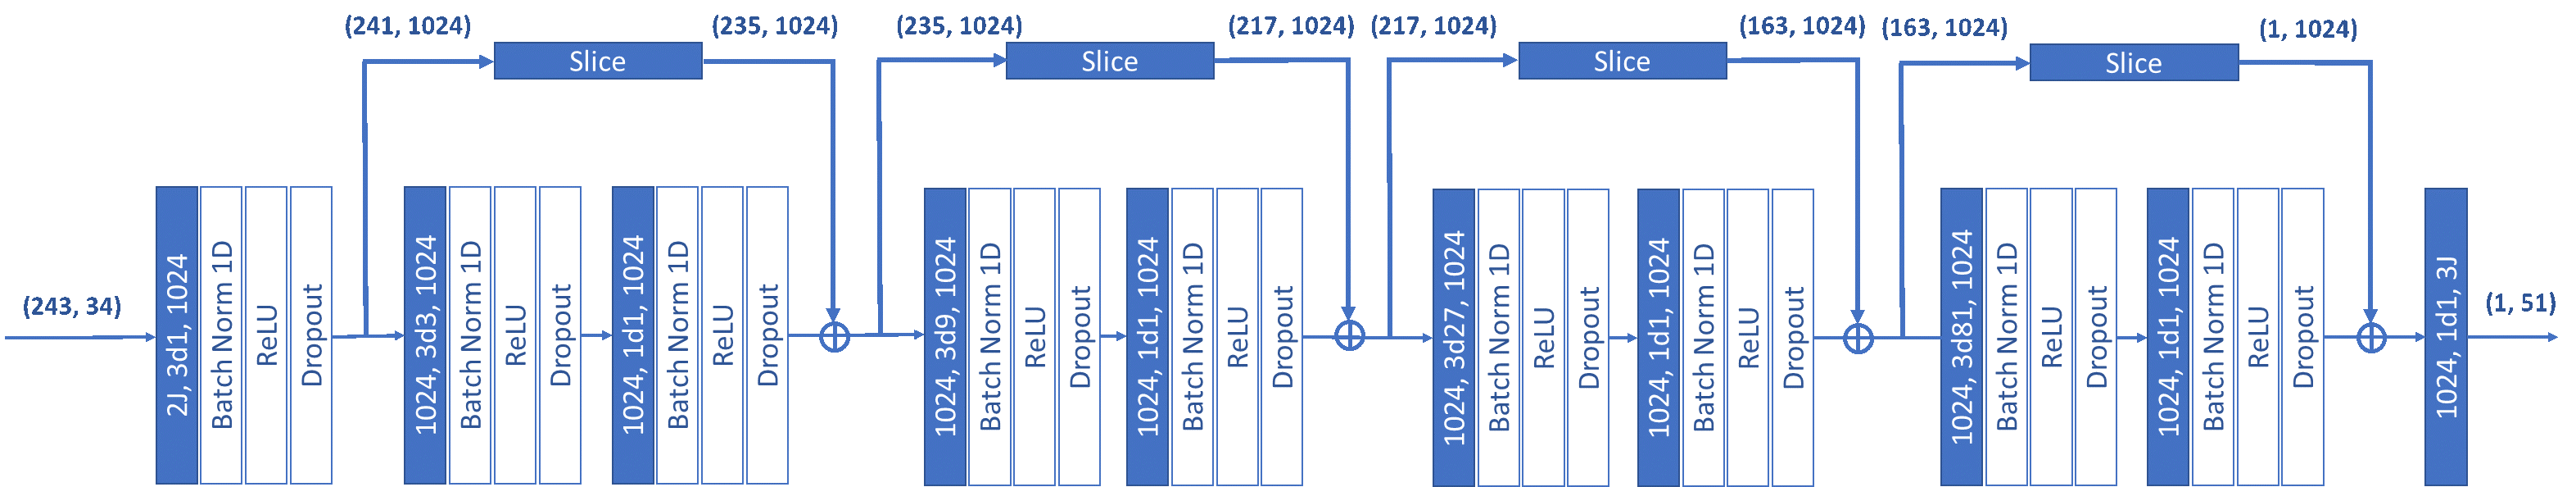 (241, 1024)
Slice
(235, 1024)
(235, 1024)
Slice
(217, 1024)
(217, 1024)
Slice
(163, 1024)
(163, 1024)
Slice
(1, 1024)
(243, 34)
2J, 3d1, 1024
Batch Norm 1D
ReLU
Dropout
1024, 3d3, 1024
Batch Norm 1D
ReLU
Dropout
1024, 1d1, 1024
Batch Norm 1D
ReLU
Dropout
1024, 3d9, 1024
Batch Norm 1D
ReLU
Dropout
1024, 1d1, 1024
Batch Norm 1D
ReLU
Dropout
1024, 3d27, 1024
Batch Norm 1D
ReLU
Dropout
1024, 1d1, 1024
Batch Norm 1D
ReLU
Dropout
1024, 3d81, 1024
Batch Norm 1D
ReLU
Dropout
1024, 1d1, 1024
Batch Norm 1D
ReLU
Dropout
1024, 1d1, 3J
(1, 51)